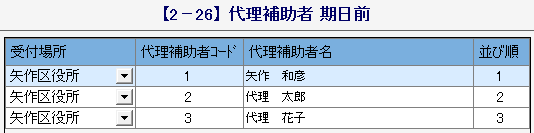 【2－26】代理補助者 期日前
受付場所 代理補助者ｺｰﾄﾞ 代理補助者名 並び順
矢作区役所 1 矢作　和彦 1
矢作区役所 2 代理　太郎 2
矢作区役所 3 代理　花子 3